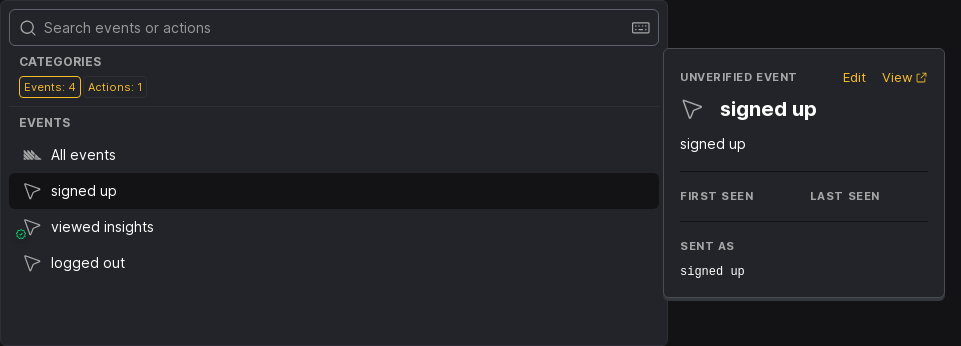 Search events or actions
CATEGORIES
Events: 4 Actions: 1
EVENTS
All events
signed up
viewed insights
logged out
UNVERIFIED EVENT Edit View
signed up
signed up
FIRST SEEN LAST SEEN
SENT AS
signed up